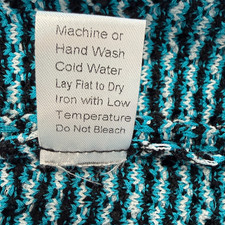 Machine or
Hand Wash
Cold Water
Lay Flat to Dry
Iron with Low
Temperature
Do Not Bleach